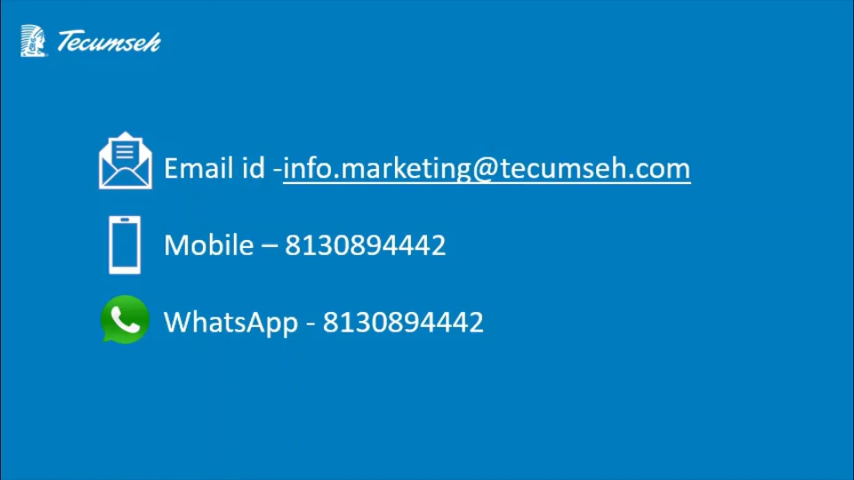 Tecumseh
Email id -info.marketing@tecumseh.com
Mobile – 8130894442
WhatsApp - 8130894442